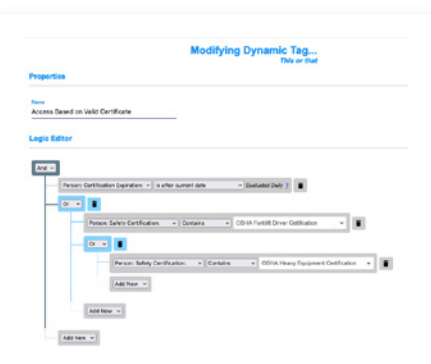 Modifying Dynamic Tag...
This or that
Properties
Name
Access Based on Valid Certificate
Logic Editor
And
Person: Certification Expiration: is after current date Evaluated Daily ?
Or
Person: Safety Certification: Contains OSHA Forklift Driver Certification
Or
Person: Safety Certification: Contains OSHA Heavy Equipment Certification
Add New
Add New
Add New